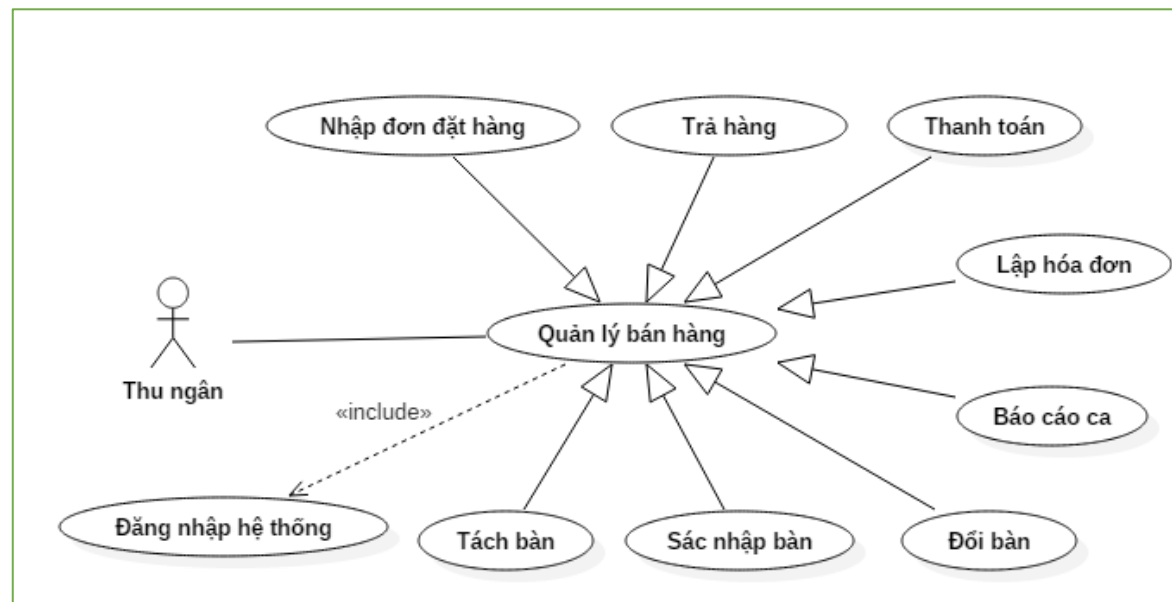 Nhập đơn đặt hàng
Trả hàng
Thanh toán
Lập hóa đơn
Quản lý bán hàng
Thu ngân
«include»
Báo cáo ca
Đăng nhập hệ thống
Tách bàn
Sác nhập bàn
Đổi bàn